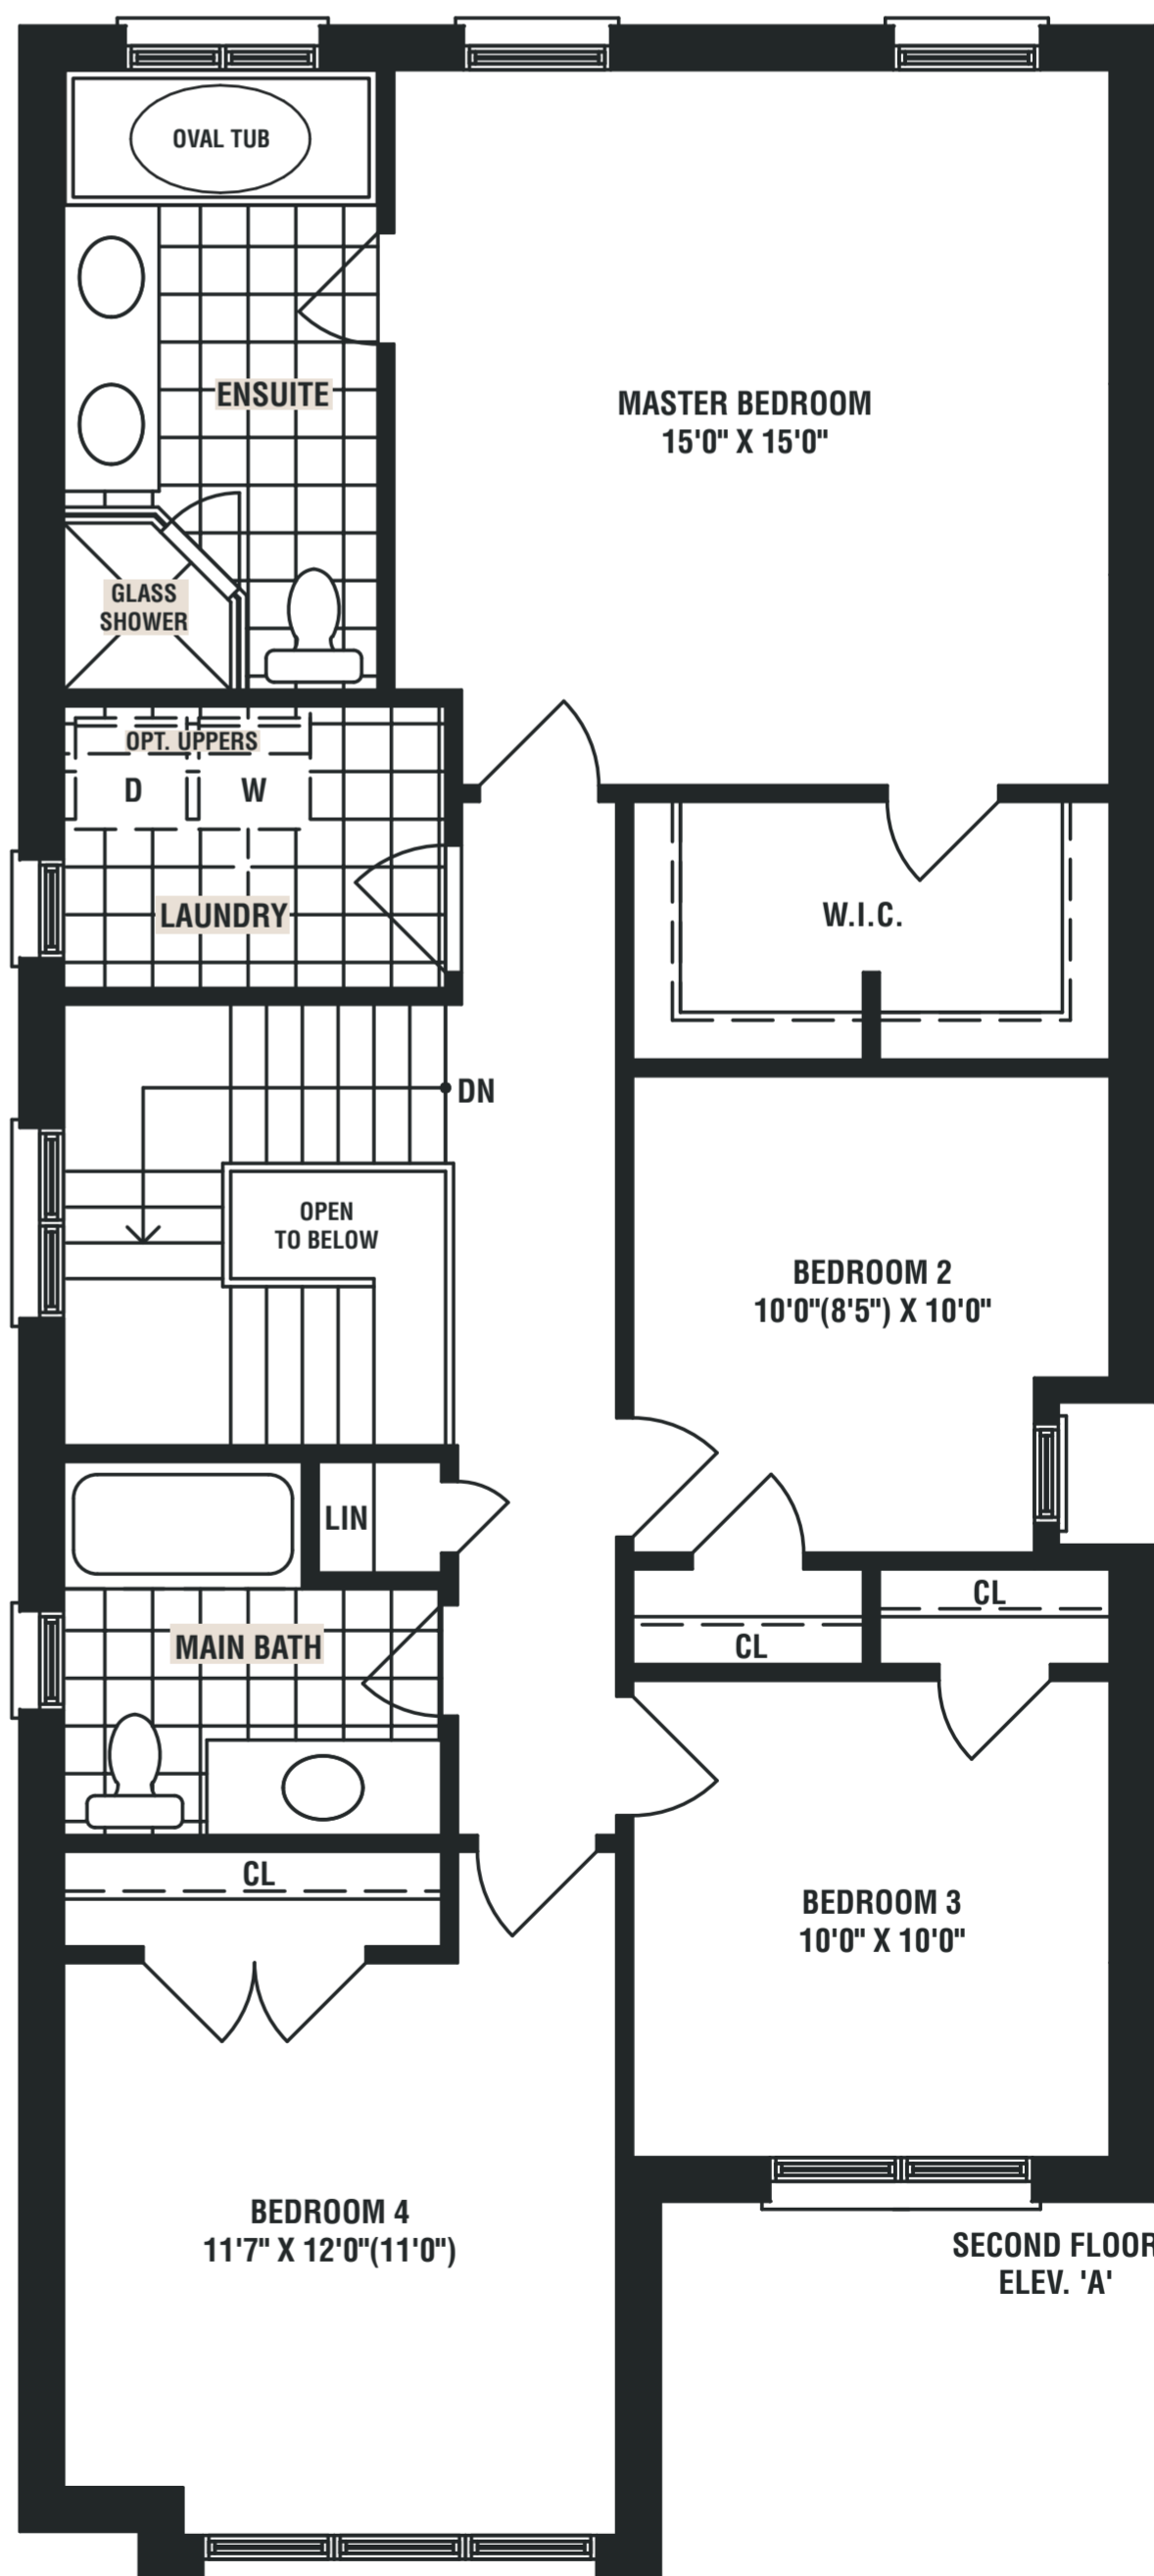 OVAL TUB
ENSUITE
MASTER BEDROOM
15'0" X 15'0"
GLASS
SHOWER
OPT. UPPERS
D
W
LAUNDRY
W.I.C.
DN
OPEN
TO BELOW
BEDROOM 2
10'0"(8'5") X 10'0"
LIN
CL
MAIN BATH
CL
CL
BEDROOM 3
10'0" X 10'0"
BEDROOM 4
11'7" X 12'0"(11'0")
SECOND FLOOR
ELEV. 'A'